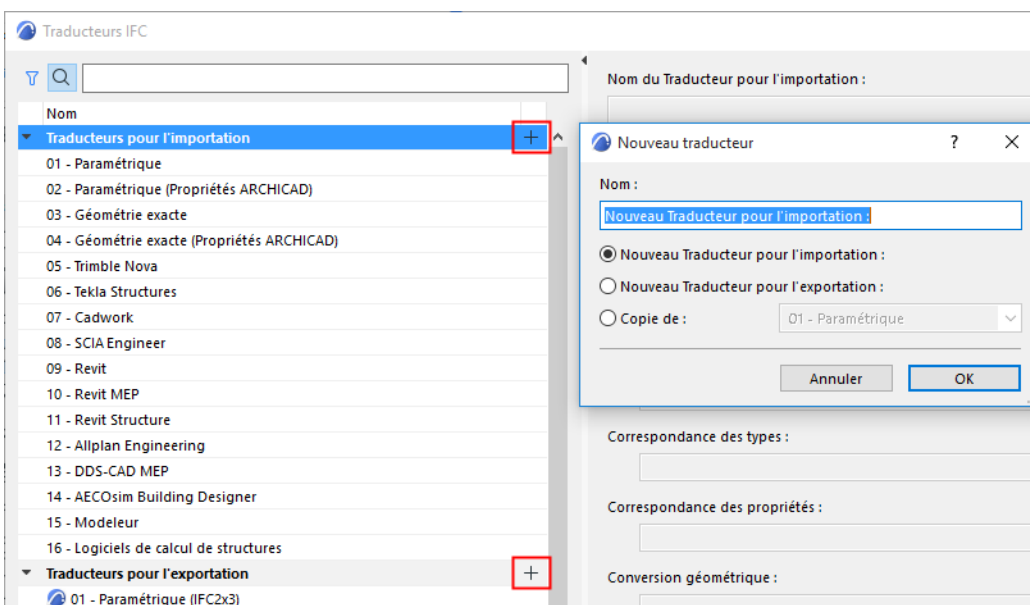 Traducteurs IFC
Nom
Traducteurs pour l'importation
01 - Paramétrique
02 - Paramétrique (Propriétés ARCHICAD)
03 - Géométrie exacte
04 - Géométrie exacte (Propriétés ARCHICAD)
05 - Trimble Nova
06 - Tekla Structures
07 - Cadwork
08 - SCIA Engineer
09 - Revit
10 - Revit MEP
11 - Revit Structure
12 - Allplan Engineering
13 - DDS-CAD MEP
14 - AECOsim Building Designer
15 - Modeleur
16 - Logiciels de calcul de structures
Traducteurs pour l'exportation
01 - Paramétrique (IFC2x3)
Nom du Traducteur pour l'importation :
Nouveau traducteur
?
Nom :
Nouveau Traducteur pour l'importation :
Nouveau Traducteur pour l'importation :
Nouveau Traducteur pour l'exportation :
Copie de : 01 - Paramétrique
Annuler OK
Correspondance des types :
Correspondance des propriétés :
Conversion géométrique :